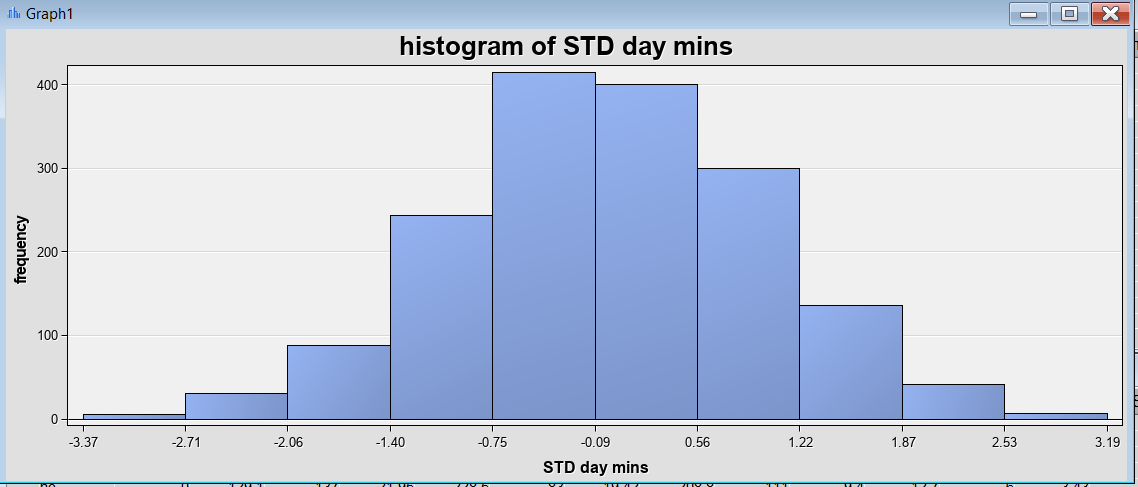 Graph1
histogram of STD day mins
400
300
200
100
0
frequency
-3.37 -2.71 -2.06 -1.40 -0.75 -0.09 0.56 1.22 1.87 2.53 3.19
STD day mins